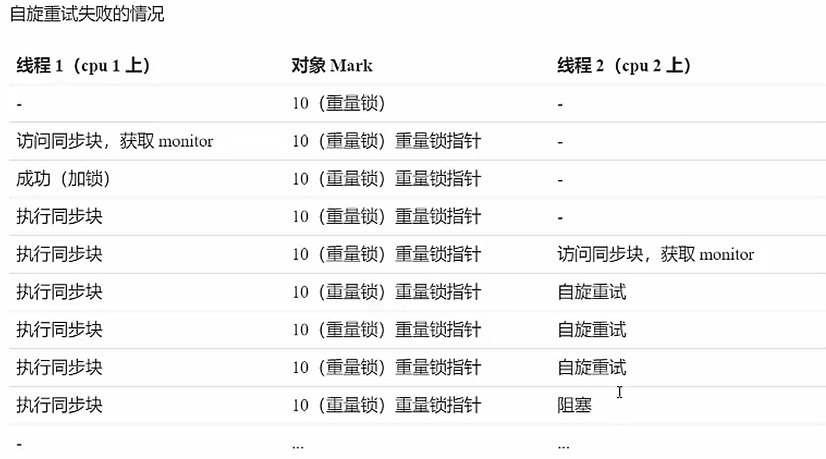 自旋重试失败的情况
线程 1（cpu 1 上） 对象 Mark 线程 2（cpu 2 上）
- 10（重量锁） -
访问同步块，获取 monitor 10（重量锁）重量锁指针 -
成功（加锁） 10（重量锁）重量锁指针 -
执行同步块 10（重量锁）重量锁指针 -
执行同步块 10（重量锁）重量锁指针 访问同步块，获取 monitor
执行同步块 10（重量锁）重量锁指针 自旋重试
执行同步块 10（重量锁）重量锁指针 自旋重试
执行同步块 10（重量锁）重量锁指针 自旋重试
执行同步块 10（重量锁）重量锁指针 阻塞
- ... ...